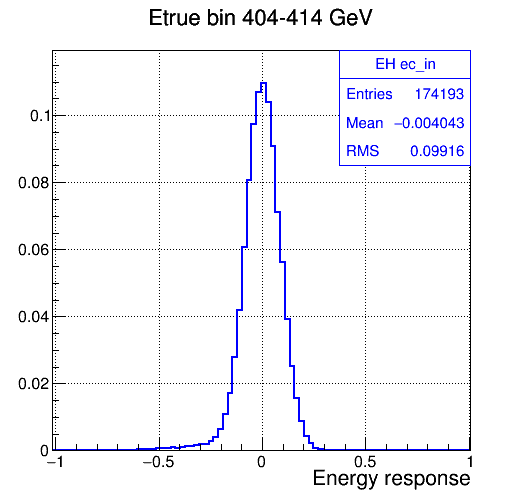 Etrue bin 404-414 GeV
EH ec_in
Entries 174193
Mean −0.004043
RMS 0.09916
0.1
0.08
0.06
0.04
0.02
0
−1 −0.5 0 0.5 1
Energy response